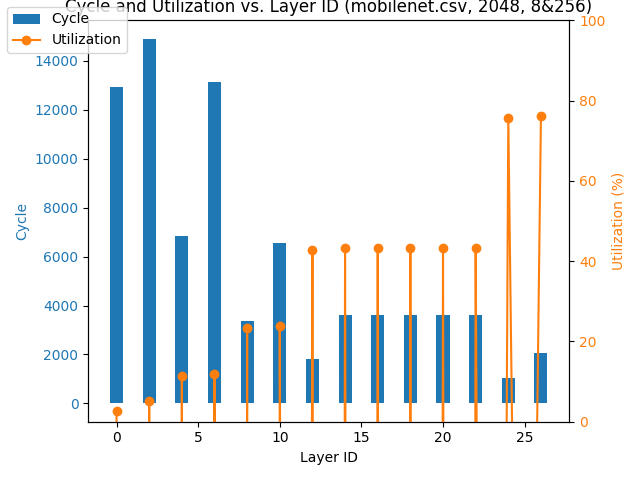 Cycle and Utilization vs. Layer ID (mobilenet.csv, 2048, 8&256)
Cycle
Utilization
14000
12000
10000
8000
6000
4000
2000
0
Cycle
100
80
60
40
20
0
Utilization (%)
0 5 10 15 20 25
Layer ID